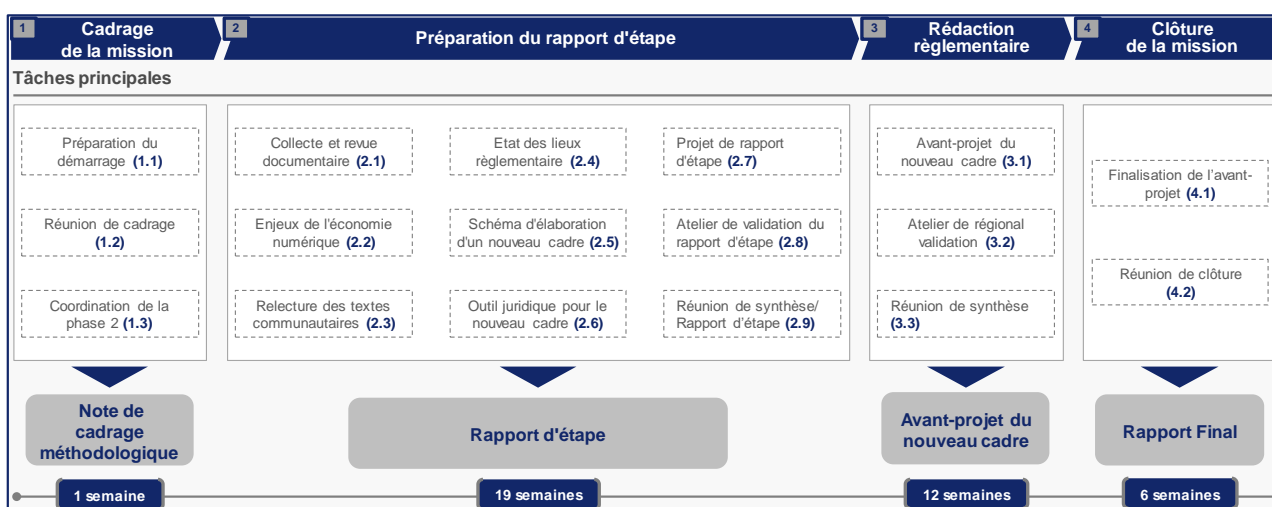 1
Cadrage
de la mission
2
Préparation du rapport d'étape
3
Rédaction
règlementaire
4
Clôture
de la mission
Tâches principales
Préparation du
démarrage (1.1)
Réunion de cadrage
(1.2)
Coordination de la
phase 2 (1.3)
Collecte et revue
documentaire (2.1)
Enjeux de l'économie
numérique (2.2)
Relecture des textes
communautaires (2.3)
Etat des lieux
règlementaire (2.4)
Schéma d'élaboration
d'un nouveau cadre (2.5)
Outil juridique pour le
nouveau cadre (2.6)
Projet de rapport
d'étape (2.7)
Atelier de validation du
rapport d'étape (2.8)
Réunion de synthèse/
Rapport d'étape (2.9)
Avant-projet du
nouveau cadre (3.1)
Atelier de régional
validation (3.2)
Réunion de synthèse
(3.3)
Finalisation de l'avant-
projet (4.1)
Réunion de clôture
(4.2)
Note de
cadrage
méthodologique
Rapport d'étape
Avant-projet du
nouveau cadre
Rapport Final
1 semaine
19 semaines
12 semaines
6 semaines